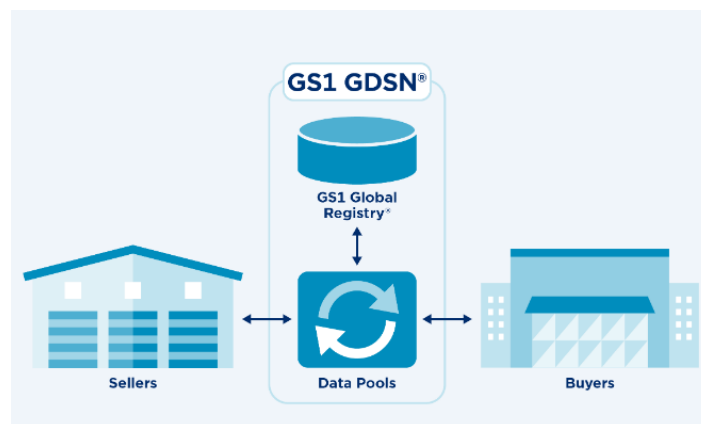 GS1 GDSN®
GS1 Global
Registry®
Sellers
Data Pools
Buyers